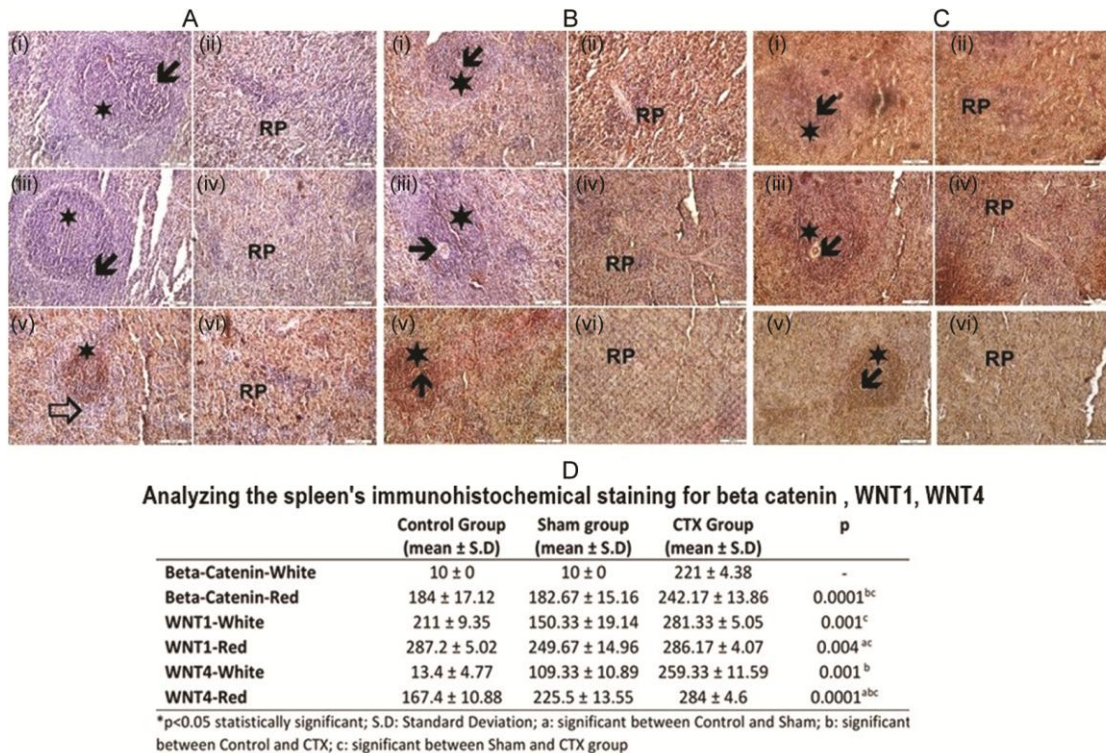 A B C
(i) (ii) (i) (ii) (i) (ii)
RP RP RP
(iii) (iv) (iii) (iv) (iii) (iv)
RP RP RP
(v) (vi) (v) (vi) (v) (vi)
RP RP RP
D
Analyzing the spleen's immunohistochemical staining for beta catenin , WNT1, WNT4
Control Group Sham group CTX Group p
(mean ± S.D) (mean ± S.D) (mean ± S.D)
Beta-Catenin-White 10 ± 0 10 ± 0 221 ± 4.38 -
Beta-Catenin-Red 184 ± 17.12 182.67 ± 15.16 242.17 ± 13.86 0.0001bc
WNT1-White 211 ± 9.35 150.33 ± 19.14 281.33 ± 5.05 0.001c
WNT1-Red 287.2 ± 5.02 249.67 ± 14.96 286.17 ± 4.07 0.004 ac
WNT4-White 13.4 ± 4.77 109.33 ± 10.89 259.33 ± 11.59 0.001 b
WNT4-Red 167.4 ± 10.88 225.5 ± 13.55 284 ± 4.6 0.0001abc
*p<0.05 statistically significant; S.D: Standard Deviation; a: significant between Control and Sham; b: significant
between Control and CTX; c: significant between Sham and CTX group